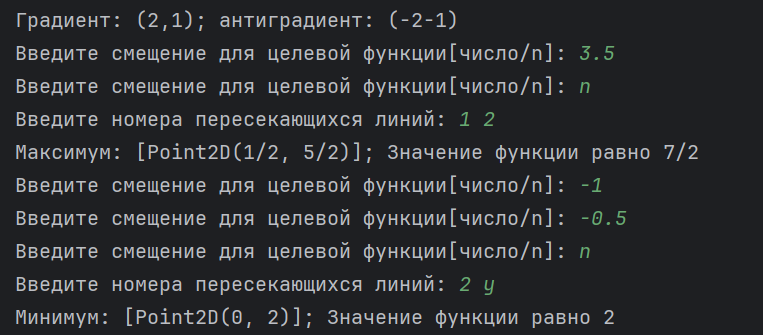 Градиент: (2,1); антиградиент: (-2-1)
Введите смещение для целевой функции[число/n]: 3.5
Введите смещение для целевой функции[число/n]: n
Введите номера пересекающихся линий: 1 2
Максимум: [Point2D(1/2, 5/2)]; Значение функции равно 7/2
Введите смещение для целевой функции[число/n]: -1
Введите смещение для целевой функции[число/n]: -0.5
Введите смещение для целевой функции[число/n]: n
Введите номера пересекающихся линий: 2 y
Минимум: [Point2D(0, 2)]; Значение функции равно 2